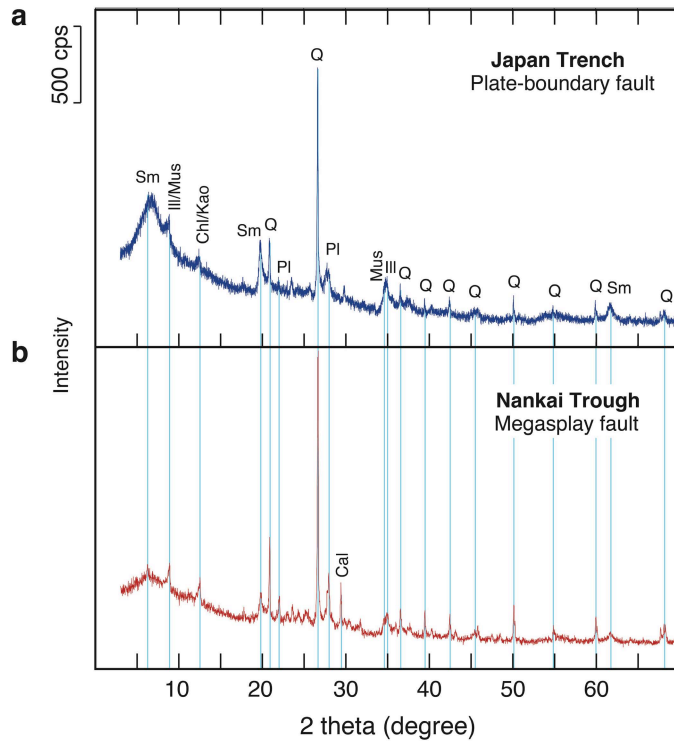 a
500 cps
Japan Trench
Plate-boundary fault
Q
Sm
Ill/Mus
Chl/Kao
Sm
Q
Pl
Pl
Mus
Ill
Q
Q
Q
Q
Q
Q
Q
Sm
Q
Intensity
b
Nankai Trough
Megasplay fault
Cal
10 20 30 40 50 60
2 theta (degree)